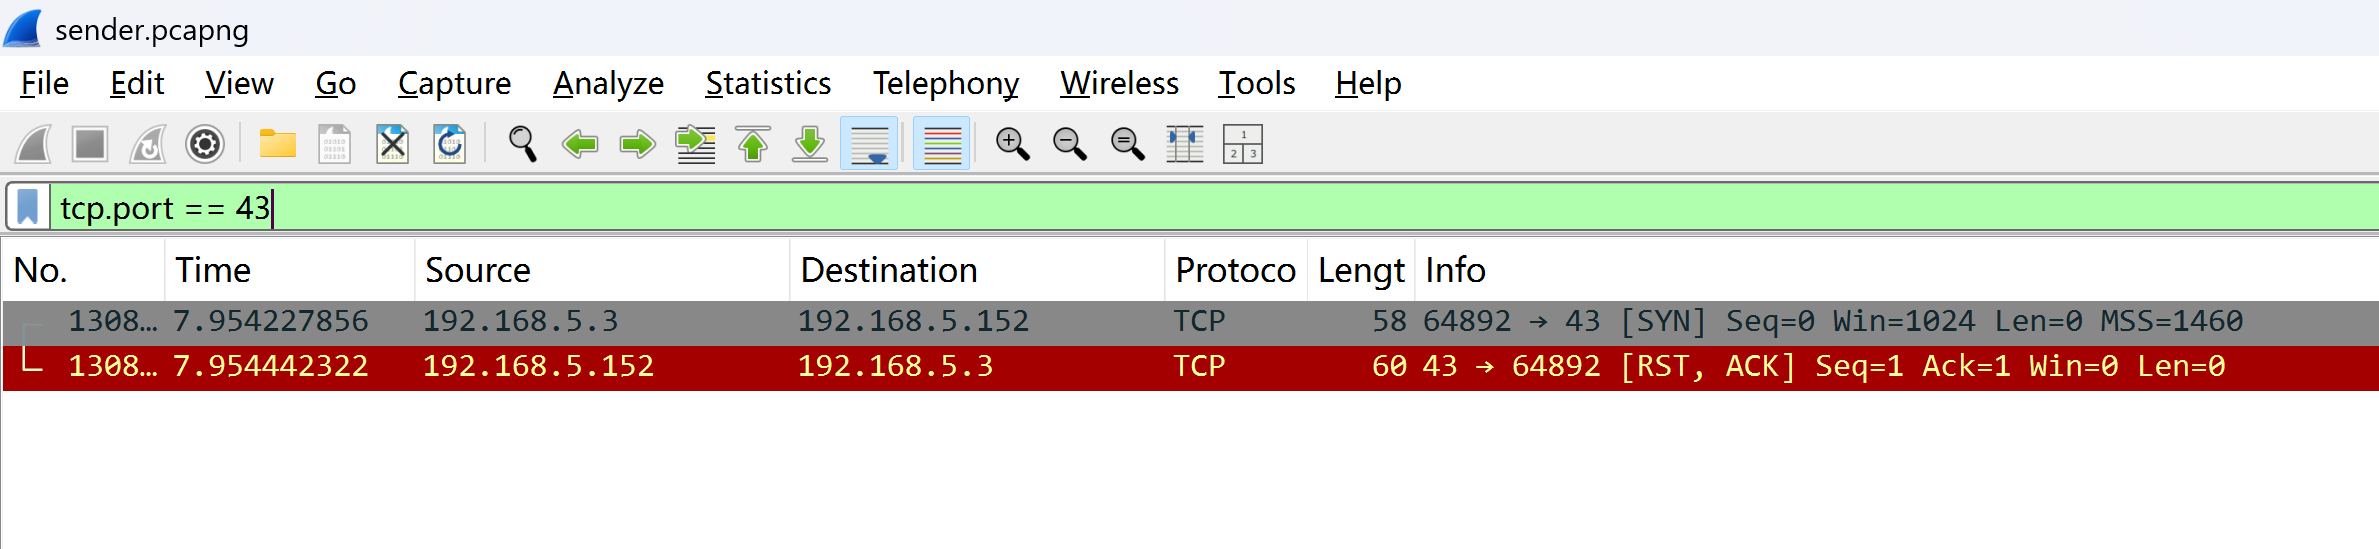 sender.pcapng
File Edit View Go Capture Analyze Statistics Telephony Wireless Tools Help
tcp.port == 43
No. Time Source Destination Protoco Lengt Info
1308… 7.954227856 192.168.5.3 192.168.5.152 TCP 58 64892 → 43 [SYN] Seq=0 Win=1024 Len=0 MSS=1460
1308… 7.954442322 192.168.5.152 192.168.5.3 TCP 60 43 → 64892 [RST, ACK] Seq=1 Ack=1 Win=0 Len=0